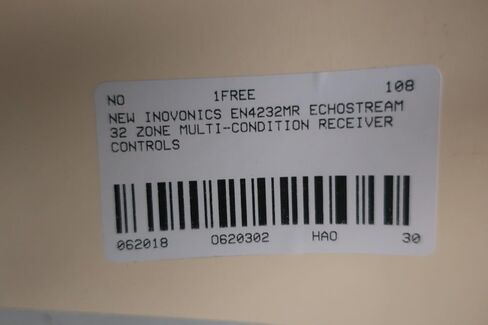 NO 1FREE 108
NEW INOVONICS EN4232MR ECHOSTREAM
32 ZONE MULTI-CONDITION RECEIVER
CONTROLS
062018 0620302 HAO 30